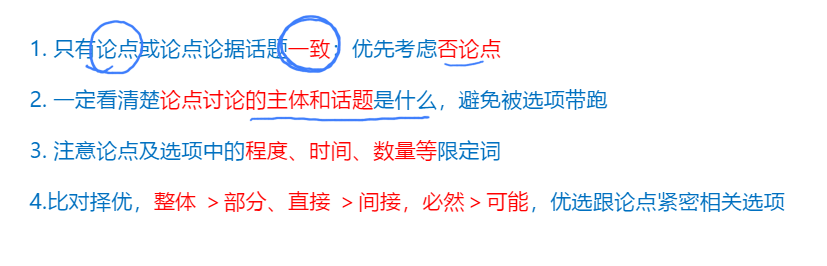 1. 只有论点或论点论据话题一致；优先考虑否论点
2. 一定看清楚论点讨论的主体和话题是什么，避免被选项带跑
3. 注意论点及选项中的程度、时间、数量等限定词
4.比对择优，整体 ＞部分、直接 ＞间接，必然＞可能，优选跟论点紧密相关选项